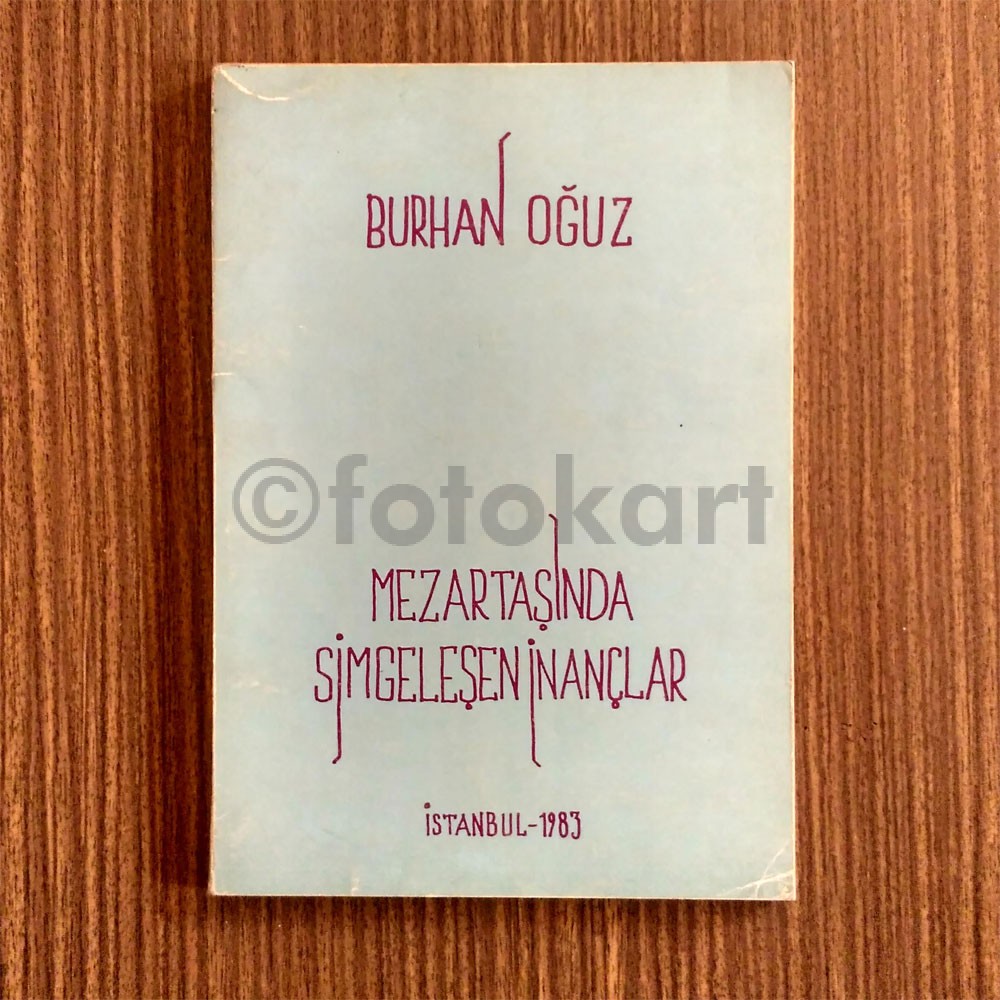 BURHAN OĞUZ
©fotokart
MEZARTAŞINDA
SİMGELEŞEN İNANÇLAR
İSTANBUL-1983